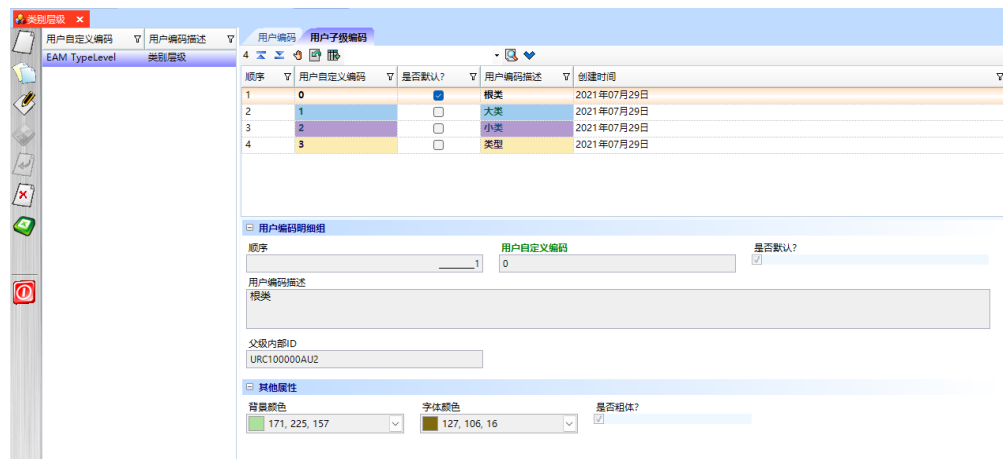 类别层级
用户自定义编码 用户编码描述
EAM TypeLevel 类别层级
用户编码 用户子级编码
4
顺序 用户自定义编码 是否默认? 用户编码描述 创建时间
1 0 根类 2021年07月29日
2 1 大类 2021年07月29日
3 2 小类 2021年07月29日
4 3 类型 2021年07月29日
用户编码明细组
顺序 用户自定义编码 是否默认?
______1 0
用户编码描述
根类
父级内部ID
URC100000AU2
其他属性
背景颜色 字体颜色 是否粗体?
171, 225, 157 127, 106, 16